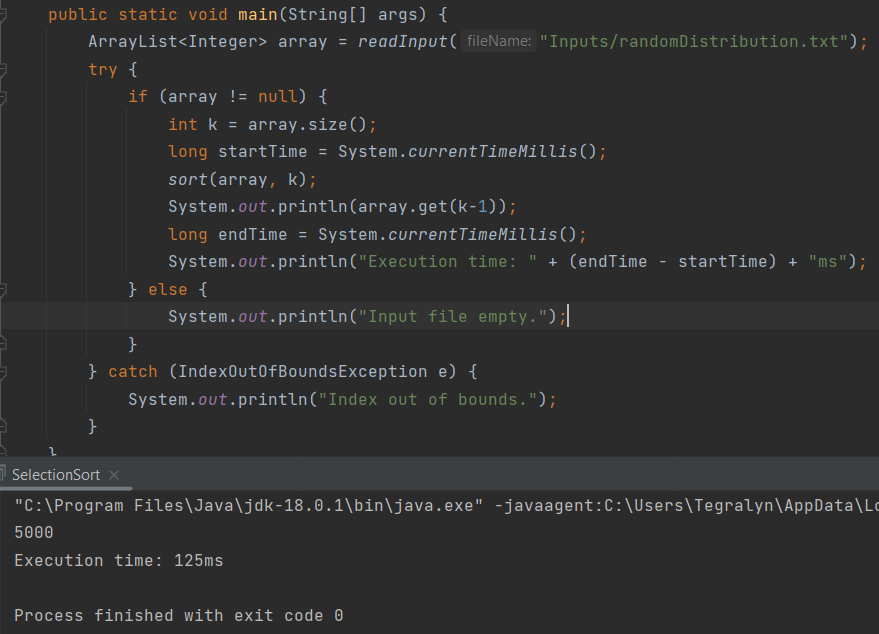 public static void main(String[] args) {
ArrayList<Integer> array = readInput( fileName: "Inputs/randomDistribution.txt");
try {
if (array != null) {
int k = array.size();
long startTime = System.currentTimeMillis();
sort(array, k);
System.out.println(array.get(k-1));
long endTime = System.currentTimeMillis();
System.out.println("Execution time: " + (endTime - startTime) + "ms");
} else {
System.out.println("Input file empty.");
}
} catch (IndexOutOfBoundsException e) {
System.out.println("Index out of bounds.");
}
}
SelectionSort ×
"C:\Program Files\Java\jdk-18.0.1\bin\java.exe" -javaagent:C:\Users\Tegralyn\AppData\Lo
5000
Execution time: 125ms
Process finished with exit code 0